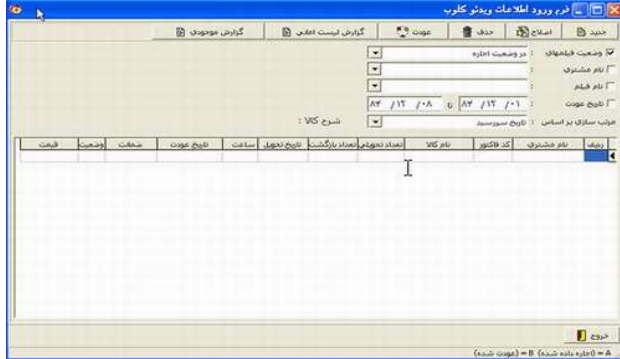 فرم ورود اطلاعات ویدئو کلوپ
جدید اصلاح حذف عودت گزارش لیست امانی گزارش موجودی
وضعیت فیلمهای : در وضعیت اجاره
نام مشتری :
نام فیلم :
تاریخ عودت : ۸۴ /۱۲ /۰۱ تا ۸۴ /۱۲ /۰۸
مرتب سازی بر اساس : تاریخ سررسید شرح کالا :
ردیف نام مشتری کد فاکتور نام کالا تعداد تحویلی تعداد بازگشت تاریخ تحویل ساعت تاریخ عودت ضمانت وضعیت قیمت
خروج
A = (اجاره داده شده) B = (عودت شده)